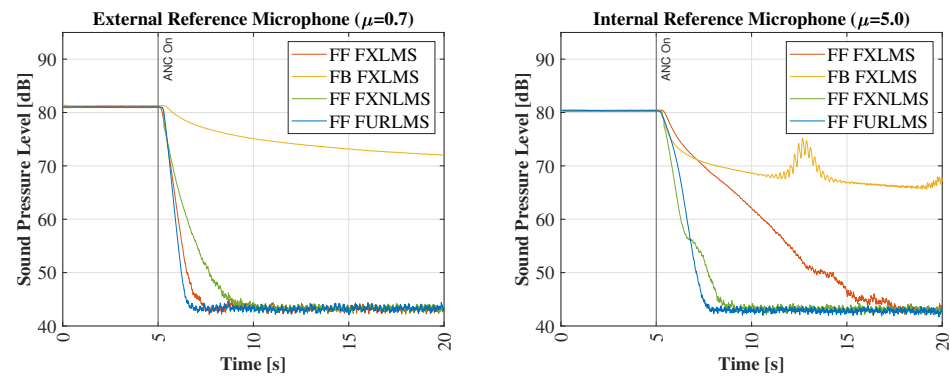 External Reference Microphone (μ=0.7)
Sound Pressure Level [dB]
90
80
70
60
50
40
ANC On
FF FXLMS
FB FXLMS
FF FXNLMS
FF FURLMS
0
5
10
15
20
Time [s]
Internal Reference Microphone (μ=5.0)
Sound Pressure Level [dB]
90
80
70
60
50
40
ANC On
FF FXLMS
FB FXLMS
FF FXNLMS
FF FURLMS
0
5
10
15
20
Time [s]